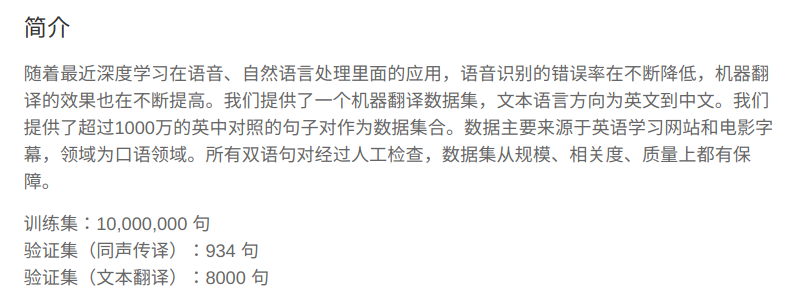 简介
随着最近深度学习在语音、自然语言处理里面的应用，语音识别的错误率在不断降低，机器翻
译的效果也在不断提高。我们提供了一个机器翻译数据集，文本语言方向为英文到中文。我们
提供了超过1000万的英中对照的句子对作为数据集合。数据主要来源于英语学习网站和电影字
幕，领域为口语领域。所有双语句对经过人工检查，数据集从规模、相关度、质量上都有保
障。
训练集：10,000,000 句
验证集（同声传译）：934 句
验证集（文本翻译）：8000 句